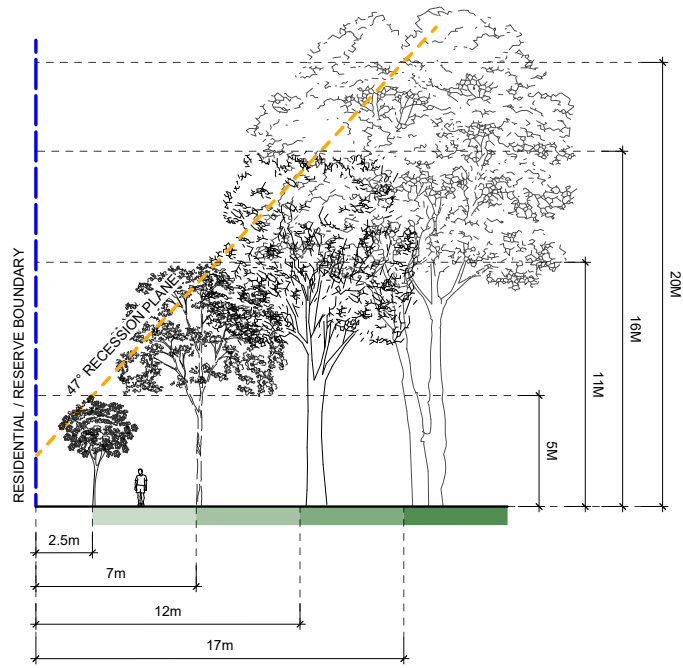 RESIDENTIAL / RESERVE BOUNDARY
47° RECESSION PLANE
20M
16M
11M
5M
2.5m
7m
12m
17m